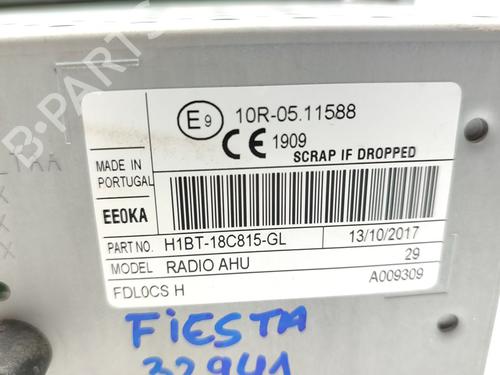 B-PARTS
E9 10R-05.11588
CE 1909
SCRAP IF DROPPED
MADE IN
PORTUGAL
EE0KA
PART NO. H1BT-18C815-GL 13/10/2017
MODEL RADIO AHU 29
FDL0CS H A009309
FiESTA
32941